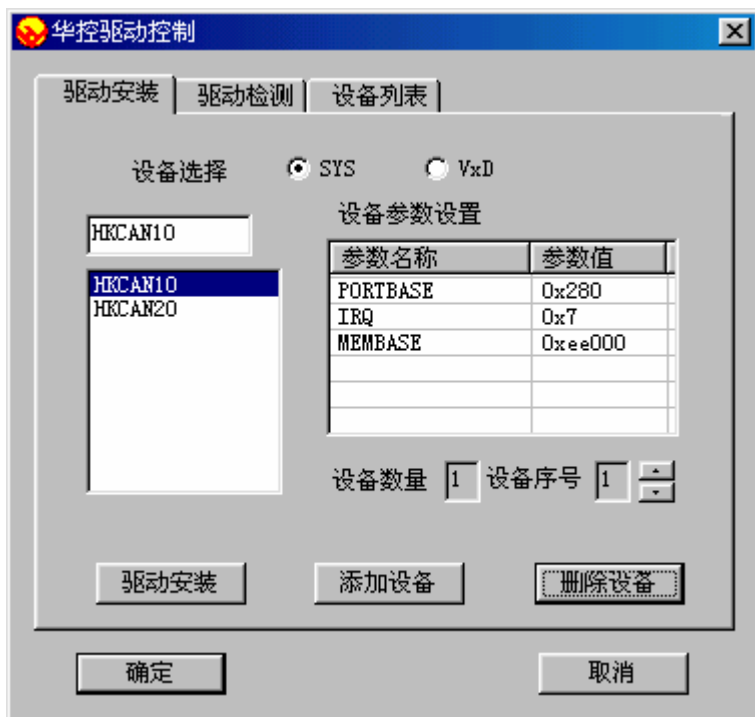 华控驱动控制
驱动安装 驱动检测 设备列表
设备选择 SYS VxD
设备参数设置
HKCAN10
参数名称 参数值
HKCAN10
HKCAN20
PORTBASE 0x280
IRQ 0x7
MEMBASE 0xee000
设备数量 1 设备序号 1
驱动安装 添加设备 删除设备
确定 取消